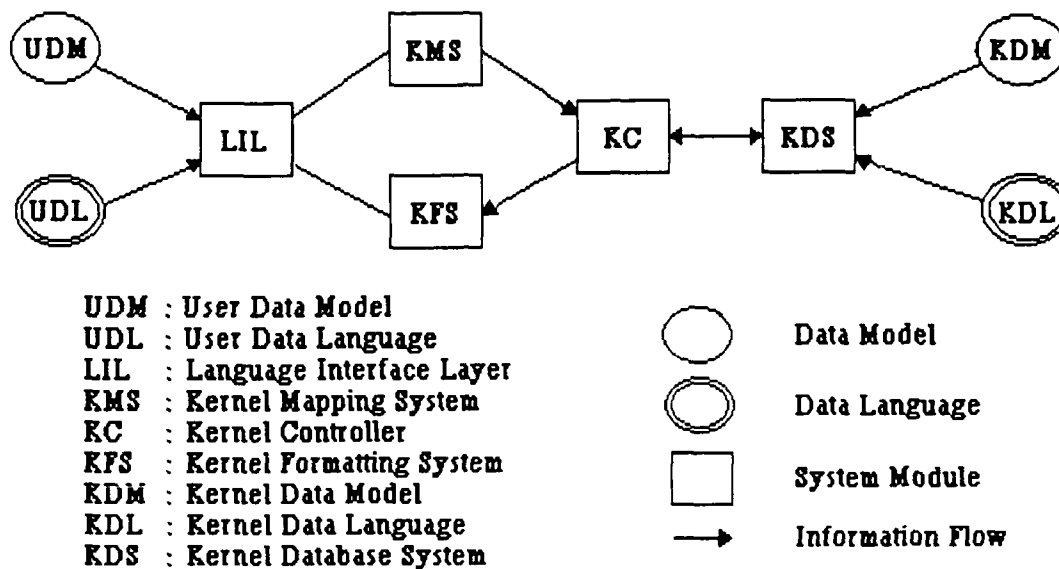 UDM
KMS
KDM
LIL
KC
KDS
UDL
KFS
KDL
UDM : User Data Model
UDL : User Data Language
LIL : Language Interface Layer
KMS : Kernel Mapping System
KC : Kernel Controller
KFS : Kernel Formatting System
KDM : Kernel Data Model
KDL : Kernel Data Language
KDS : Kernel Database System
Data Model
Data Language
System Module
Information Flow